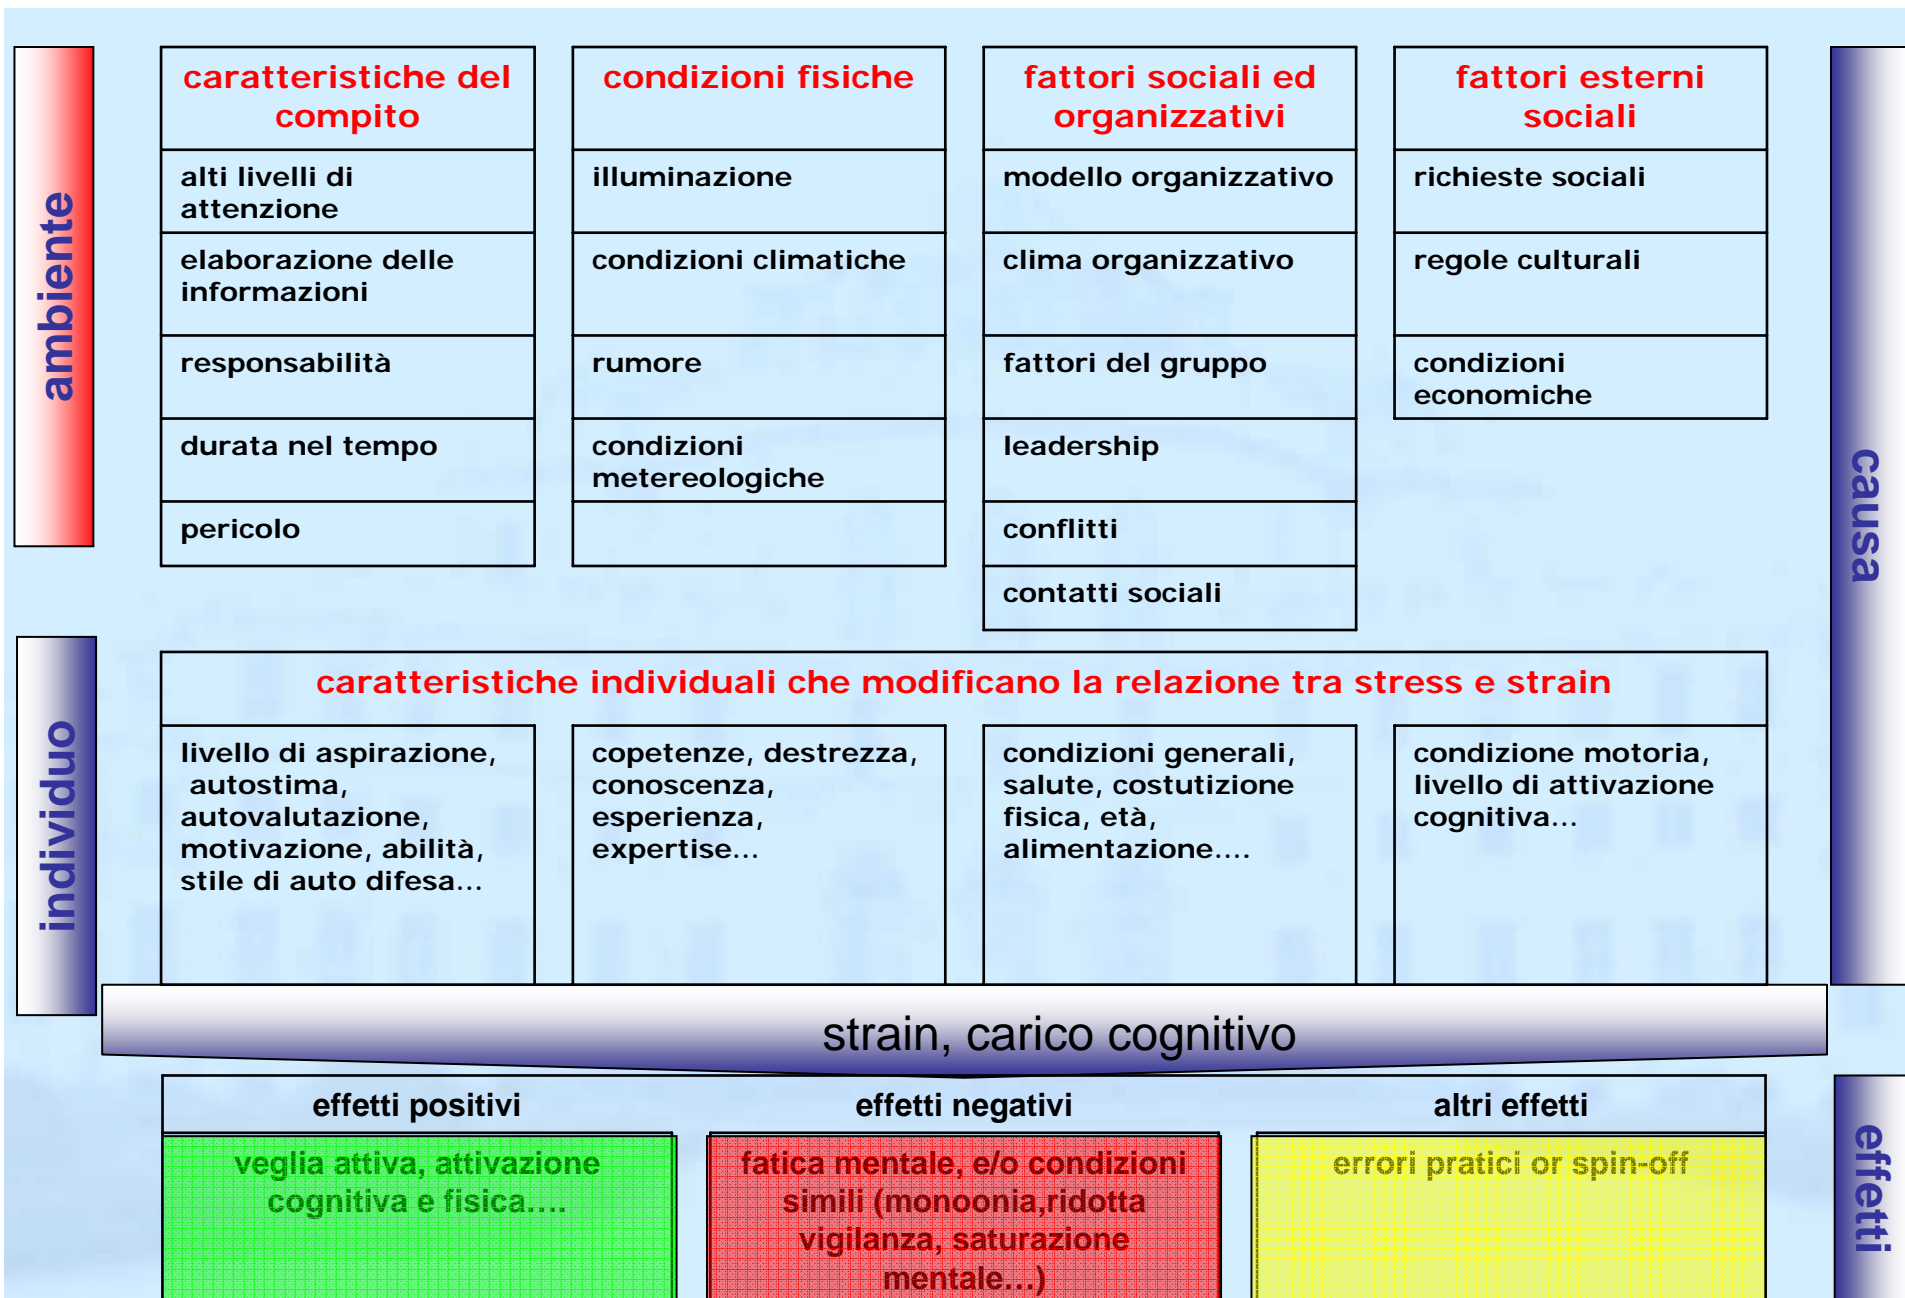 ambiente
caratteristiche del
compito
alti livelli di
attenzione
elaborazione delle
informazioni
responsabilità
durata nel tempo
pericolo
condizioni fisiche
illuminazione
condizioni climatiche
rumore
condizioni
metereologiche
fattori sociali ed
organizzativi
modello organizzativo
clima organizzativo
fattori del gruppo
leadership
conflitti
contatti sociali
fattori esterni
sociali
richieste sociali
regole culturali
condizioni
economiche
causa
individuo
caratteristiche individuali che modificano la relazione tra stress e strain
livello di aspirazione,
autostima,
autovalutazione,
motivazione, abilità,
stile di auto difesa...
copetenze, destrezza,
conoscenza,
esperienza,
expertise...
condizioni generali,
salute, costutizione
fisica, età,
alimentazione....
condizione motoria,
livello di attivazione
cognitiva...
strain, carico cognitivo
effetti positivi
veglia attiva, attivazione
cognitiva e fisica....
effetti negativi
fatica mentale, e/o condizioni
simili (monoonia,ridotta
vigilanza, saturazione
mentale...)
altri effetti
errori pratici or spin-off
effetti